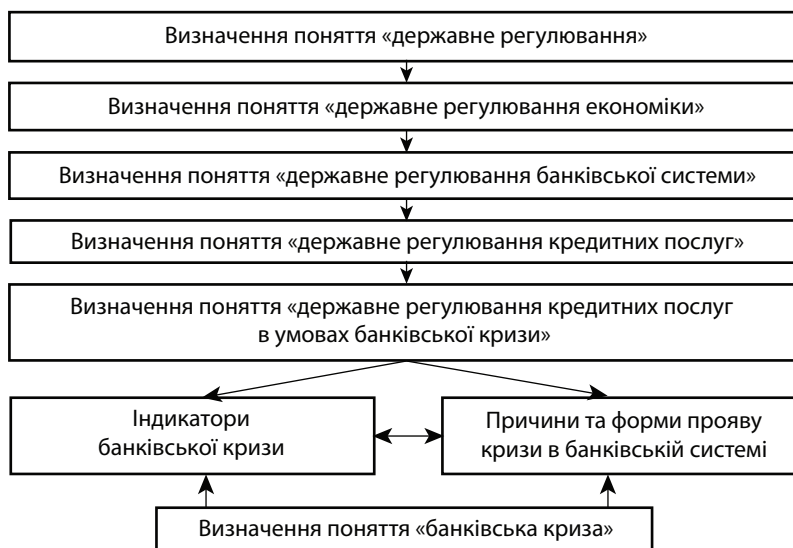 Визначення поняття «державне регулювання»
Визначення поняття «державне регулювання економіки»
Визначення поняття «державне регулювання банківської системи»
Визначення поняття «державне регулювання кредитних послуг»
Визначення поняття «державне регулювання кредитних послуг
в умовах банківської кризи»
Індикатори
банківської кризи
Причини та форми прояву
кризи в банківській системі
Визначення поняття «банківська криза»